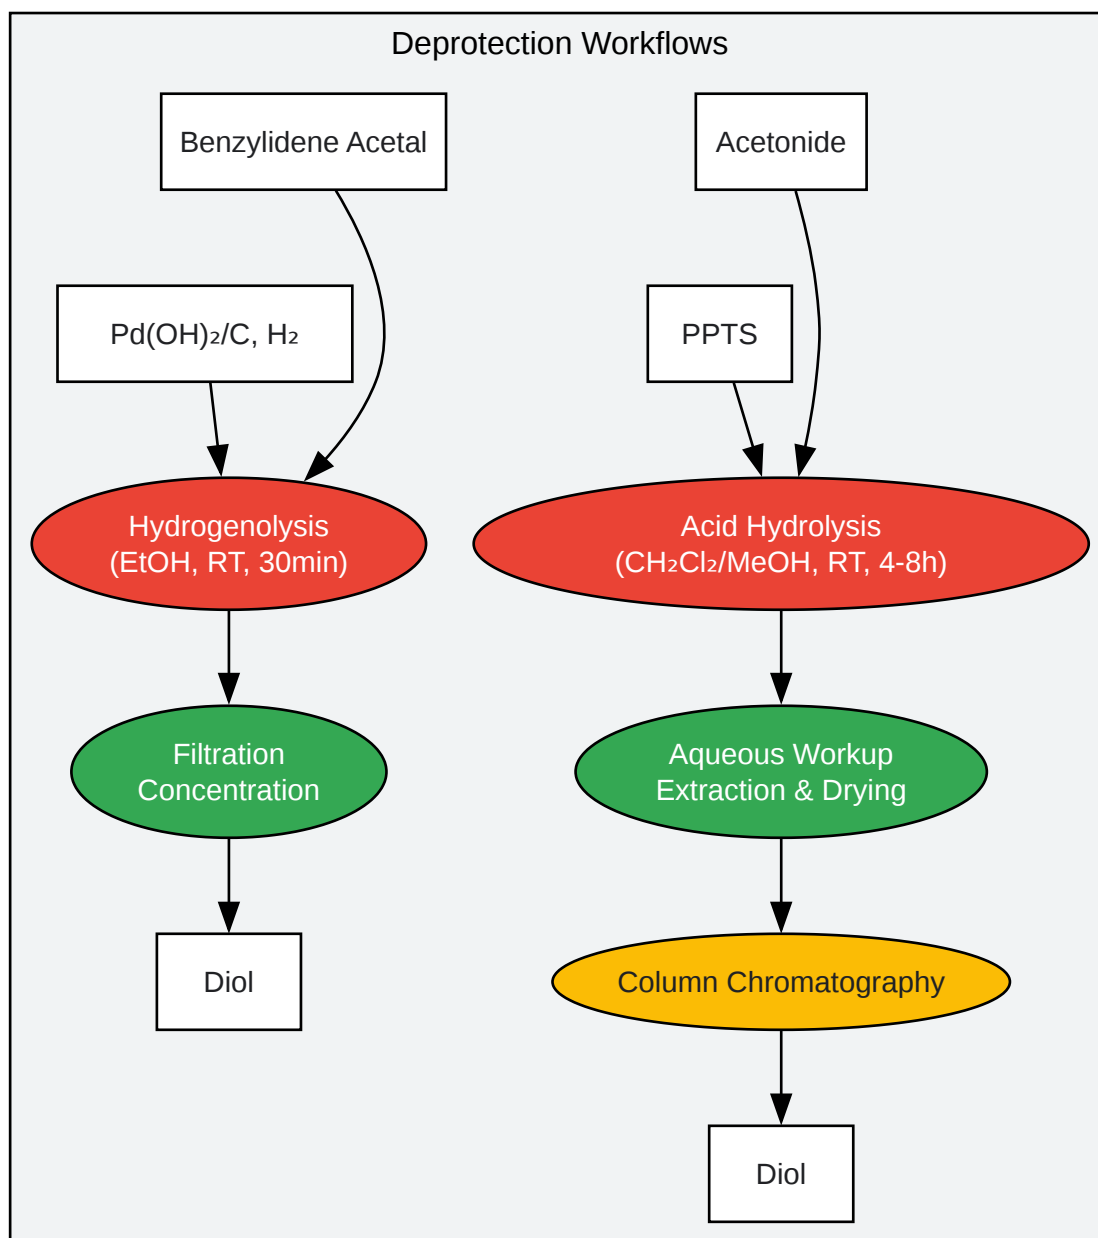 Deprotection Workflows
Benzylidene Acetal
Acetonide
Pd(OH)₂/C, H₂
PPTS
Hydrogenolysis
(EtOH, RT, 30min)
Acid Hydrolysis
(CH₂Cl₂/MeOH, RT, 4-8h)
Filtration
Concentration
Aqueous Workup
Extraction & Drying
Diol
Column Chromatography
Diol